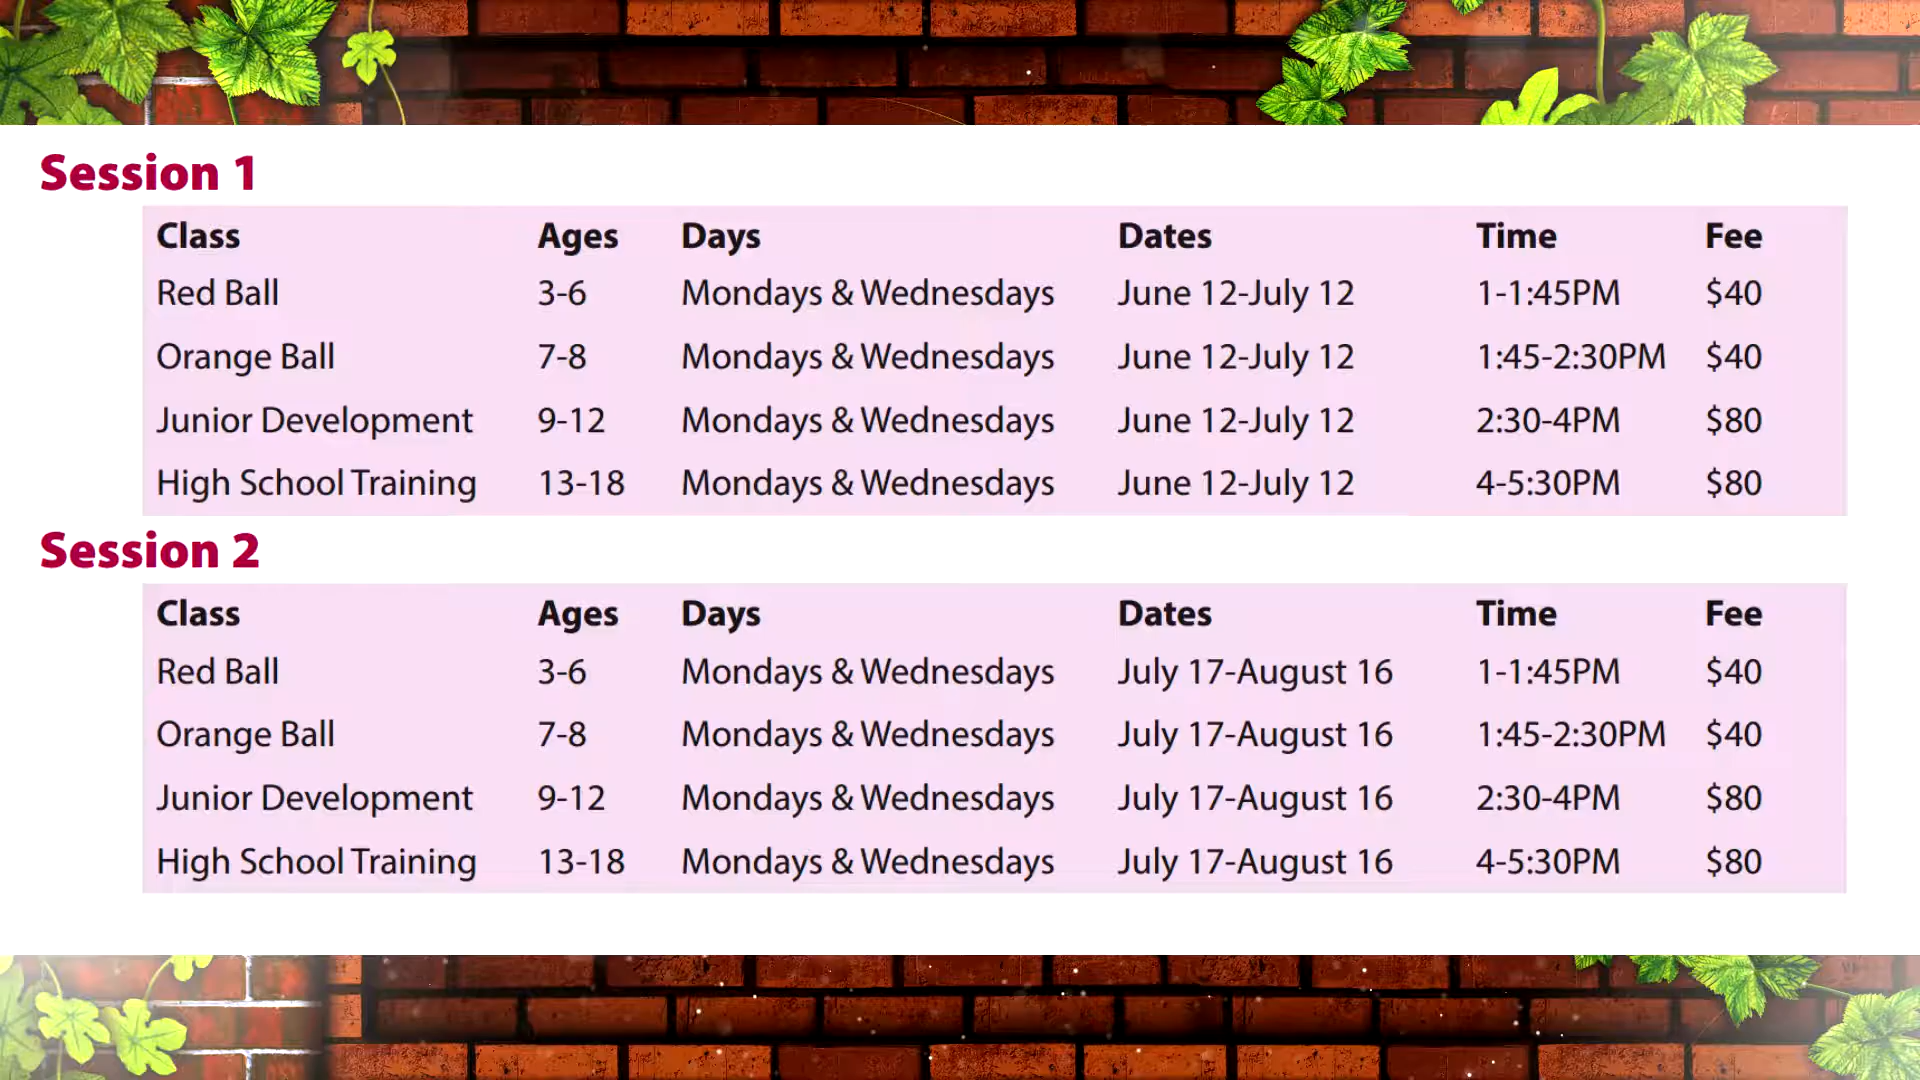 Session 1
Class Ages Days Dates Time Fee
Red Ball 3-6 Mondays & Wednesdays June 12-July 12 1-1:45PM $40
Orange Ball 7-8 Mondays & Wednesdays June 12-July 12 1:45-2:30PM $40
Junior Development 9-12 Mondays & Wednesdays June 12-July 12 2:30-4PM $80
High School Training 13-18 Mondays & Wednesdays June 12-July 12 4-5:30PM $80
Session 2
Class Ages Days Dates Time Fee
Red Ball 3-6 Mondays & Wednesdays July 17-August 16 1-1:45PM $40
Orange Ball 7-8 Mondays & Wednesdays July 17-August 16 1:45-2:30PM $40
Junior Development 9-12 Mondays & Wednesdays July 17-August 16 2:30-4PM $80
High School Training 13-18 Mondays & Wednesdays July 17-August 16 4-5:30PM $80